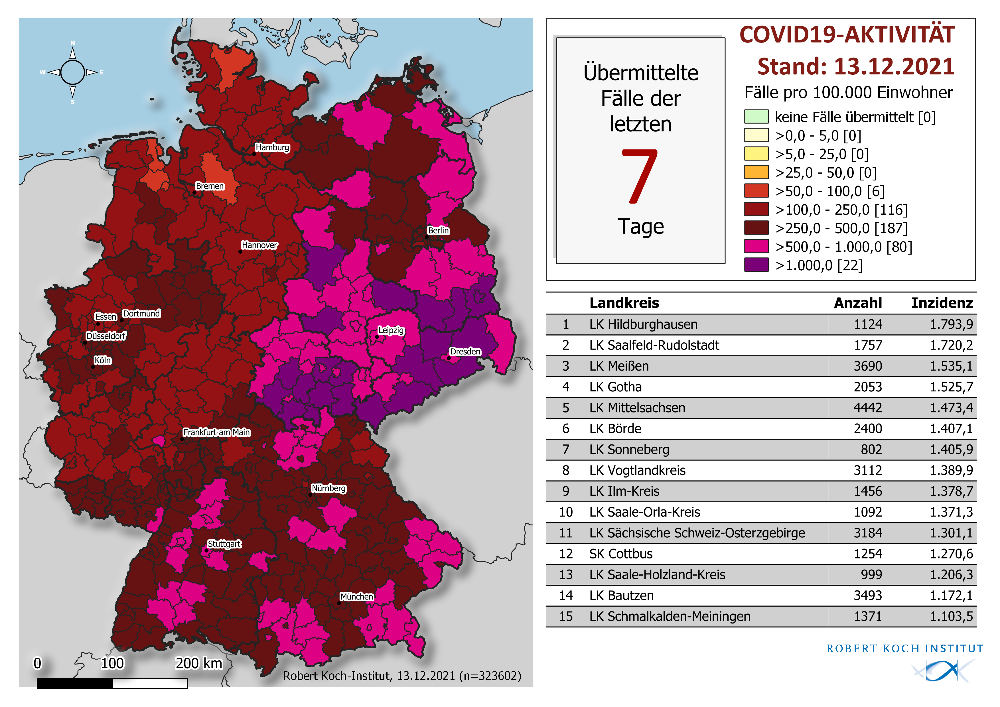 N
W
E
S
Hamburg
Bremen
Berlin
Hannover
Essen
Dortmund
Düsseldorf
Leipzig
Köln
Dresden
Frankfurt am Main
Nürnberg
Stuttgart
München
0 100 200 km
Robert Koch-Institut, 13.12.2021 (n=323602)
Übermittelte
Fälle der
letzten
7
Tage
COVID19-AKTIVITÄT
Stand: 13.12.2021
Fälle pro 100.000 Einwohner
keine Fälle übermittelt [0]
>0,0 - 5,0 [0]
>5,0 - 25,0 [0]
>25,0 - 50,0 [0]
>50,0 - 100,0 [6]
>100,0 - 250,0 [116]
>250,0 - 500,0 [187]
>500,0 - 1.000,0 [80]
>1.000,0 [22]
Landkreis Anzahl Inzidenz
1 LK Hildburghausen 1124 1.793,9
2 LK Saalfeld-Rudolstadt 1757 1.720,2
3 LK Meißen 3690 1.535,1
4 LK Gotha 2053 1.525,7
5 LK Mittelsachsen 4442 1.473,4
6 LK Börde 2400 1.407,1
7 LK Sonneberg 802 1.405,9
8 LK Vogtlandkreis 3112 1.389,9
9 LK Ilm-Kreis 1456 1.378,7
10 LK Saale-Orla-Kreis 1092 1.371,3
11 LK Sächsische Schweiz-Osterzgebirge 3184 1.301,1
12 SK Cottbus 1254 1.270,6
13 LK Saale-Holzland-Kreis 999 1.206,3
14 LK Bautzen 3493 1.172,1
15 LK Schmalkalden-Meiningen 1371 1.103,5
ROBERT KOCH INSTITUT